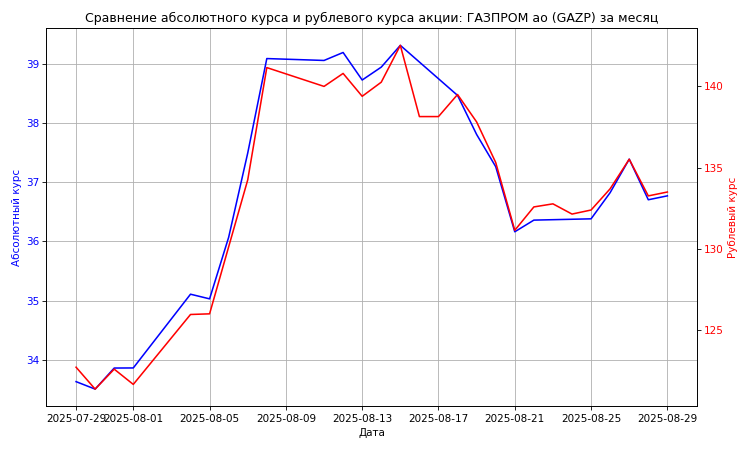 Сравнение абсолютного курса и рублевого курса акции: ГАЗПРОМ ао (GAZP) за месяц
Абсолютный курс
39
38
37
36
35
34
140
135
130
125
Рублевый курс
2025-07-29 2025-08-01 2025-08-05 2025-08-09 2025-08-13 2025-08-17 2025-08-21 2025-08-25 2025-08-29
Дата